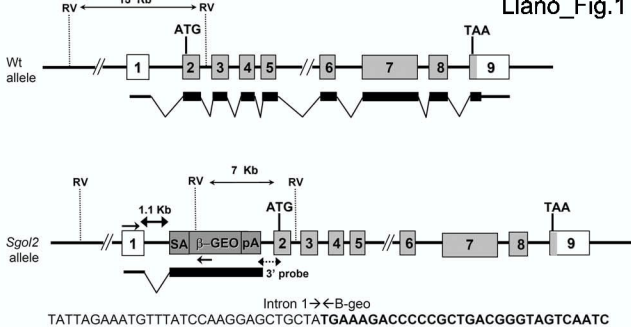 Llano_Fig.1
RV 15 Kb RV
ATG TAA
Wt allele
1 2 3 4 5 6 7 8 9
7 Kb
RV RV RV
1.1 Kb ATG TAA
Sgol2 allele
1 SA β-GEO pA 2 3 4 5 6 7 8 9
3' probe
Intron 1→←B-geo
TATTAGAAATGTTTATCCAAGGAGCTGCTATGAAAGACCCCCGCTGACGGGTAGTCAATC